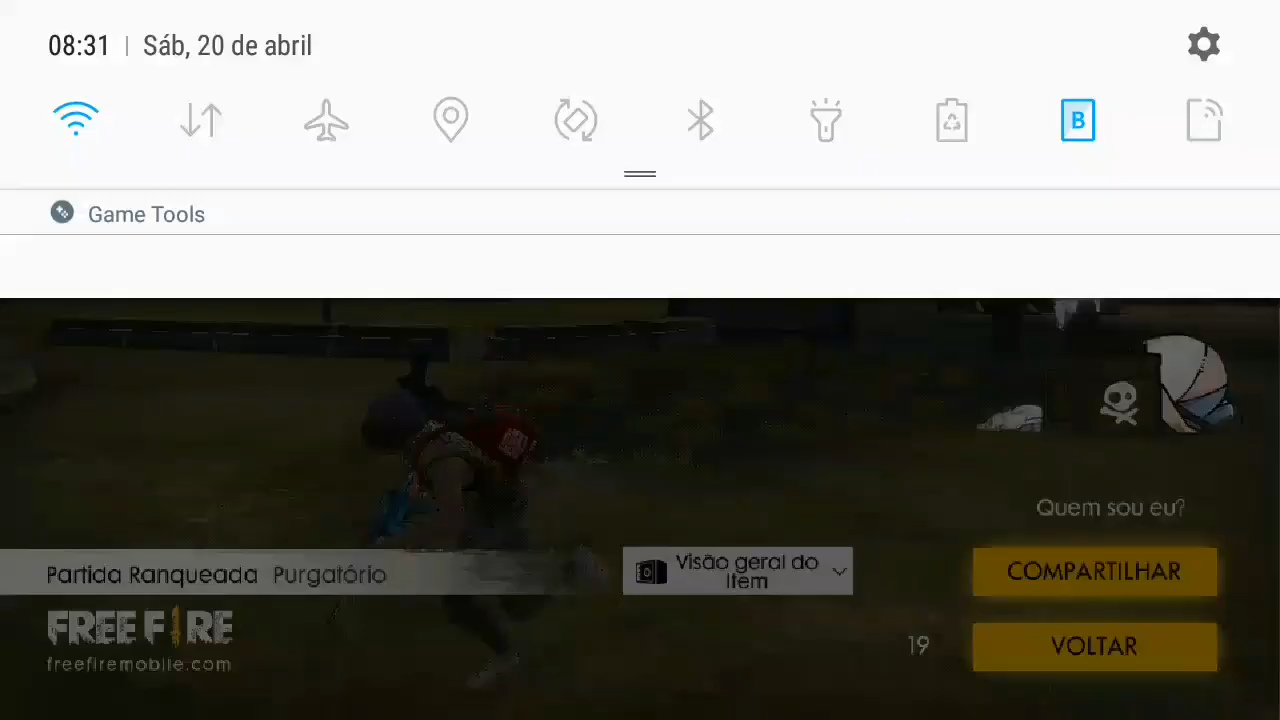 08:31 | Sáb, 20 de abril
B
Game Tools
Quem sou eu?
Partida Ranqueada Purgatório
Visão geral do
Item
COMPARTILHAR
FREE FIRE
freefiremobile.com
19
VOLTAR